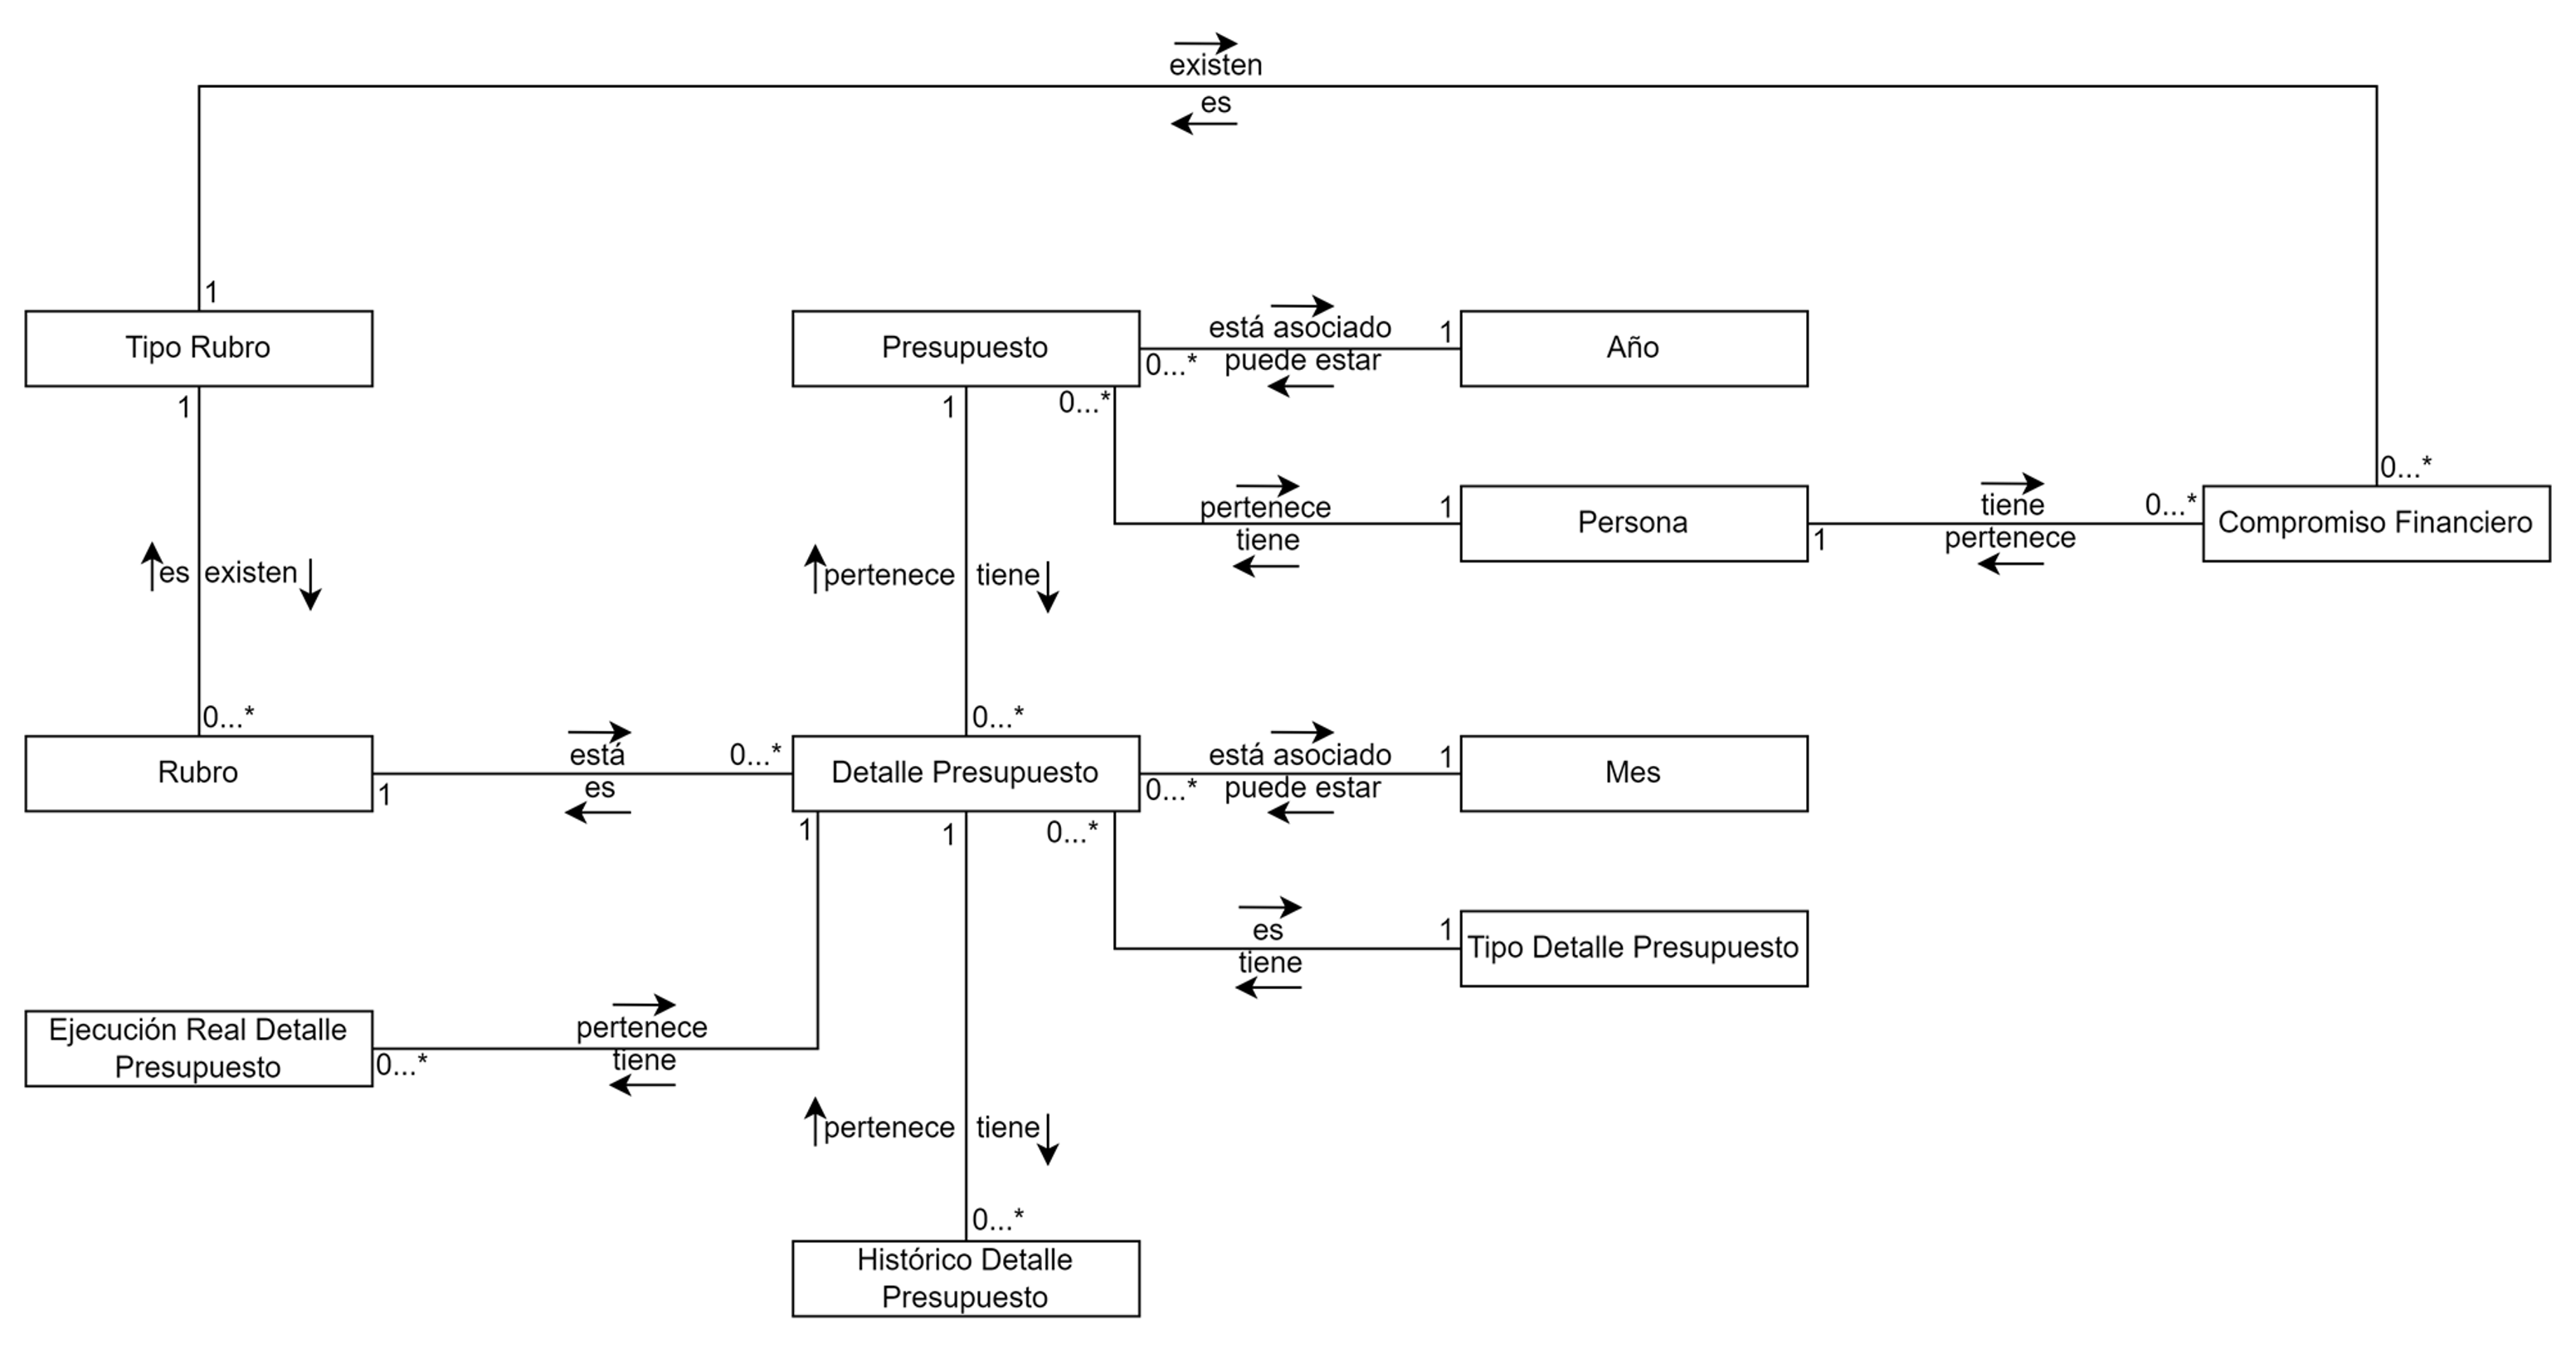 existen
es
1
Tipo Rubro
1
Presupuesto
0...*
está asociado
puede estar
1
Año
1
0...*
pertenece
tiene
1
Persona
1
tiene
pertenece
0...*
0...*
Compromiso Financiero
es existen
pertenece tiene
0...*
Rubro
1
está
es
0...*
0...*
Detalle Presupuesto
0...*
está asociado
puede estar
1
Mes
1
1
0...*
es
tiene
1
Tipo Detalle Presupuesto
Ejecución Real Detalle
Presupuesto
0...*
pertenece
tiene
pertenece tiene
0...*
Histórico Detalle
Presupuesto